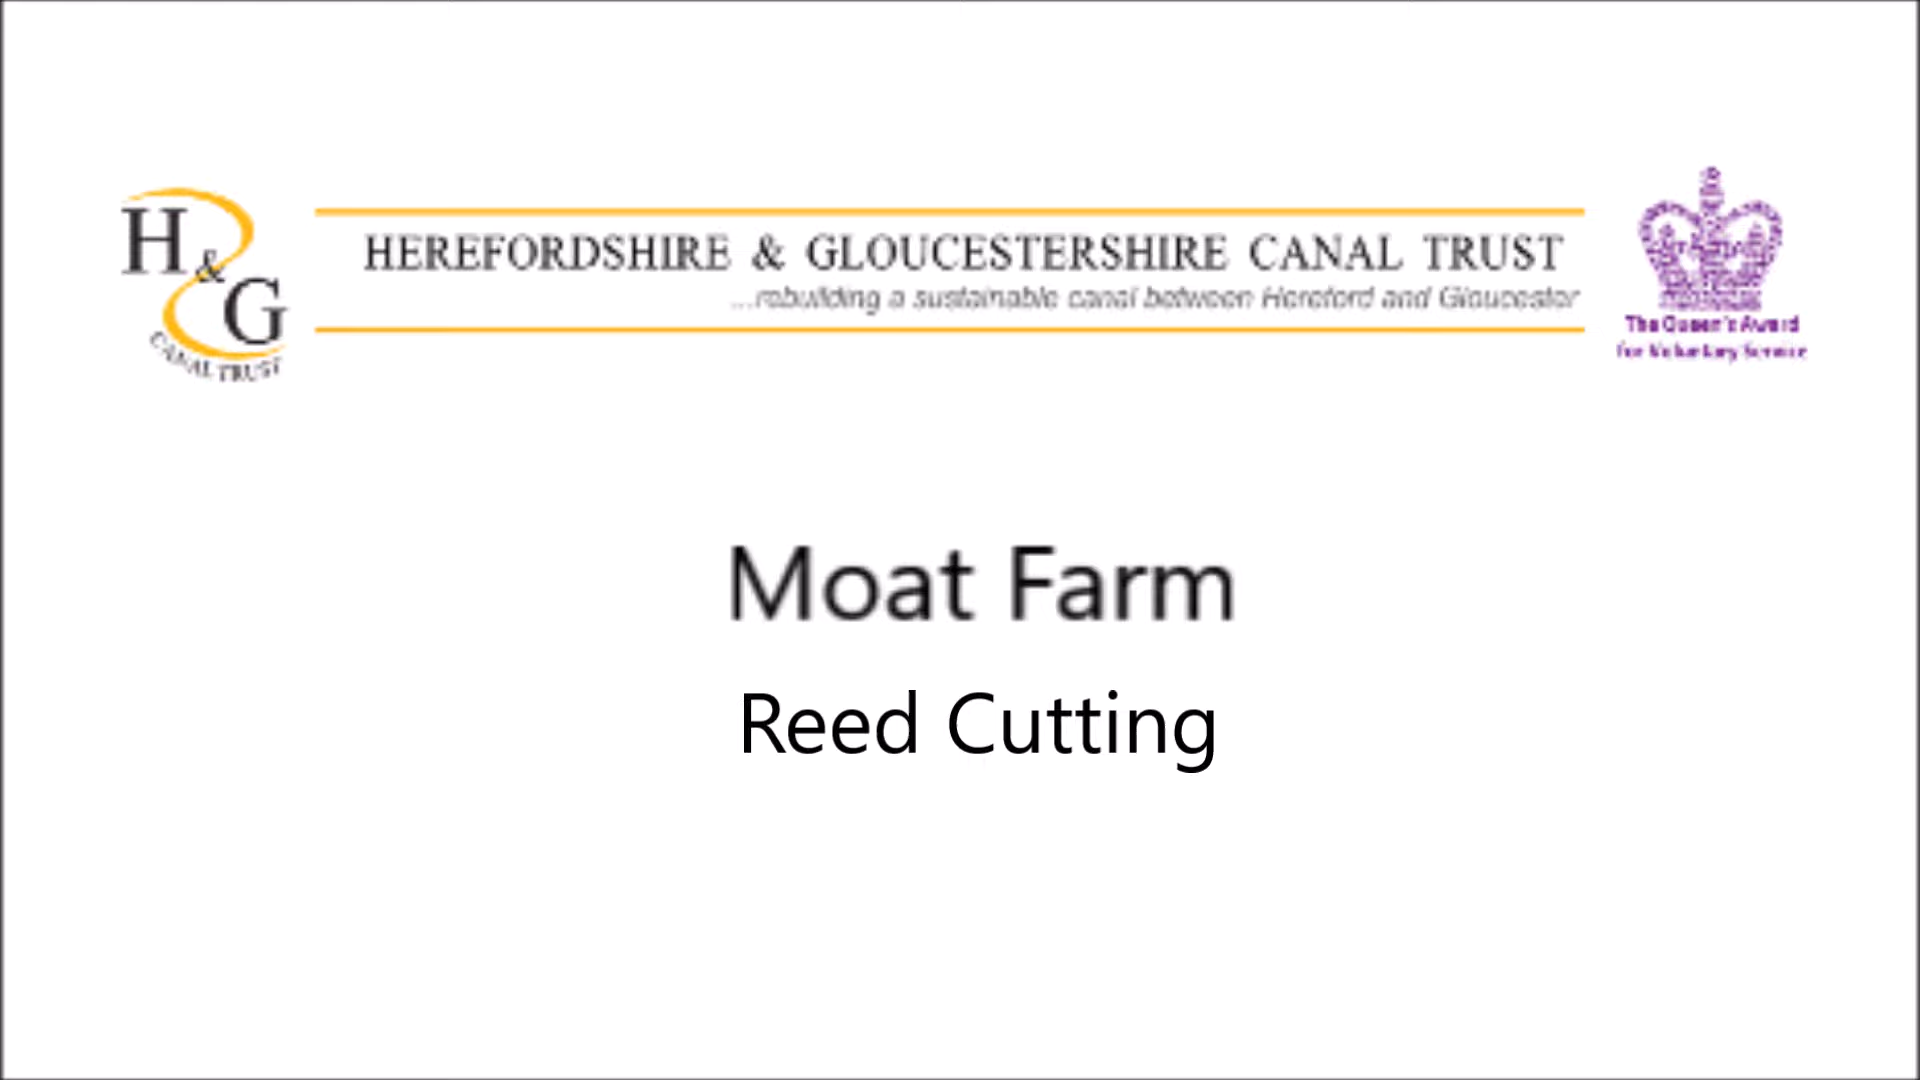 H & G
CANAL TRUST
HEREFORDSHIRE & GLOUCESTERSHIRE CANAL TRUST
...rebuilding a sustainable canal between Hereford and Gloucester
The Queen's Award
for Voluntary Service
Moat Farm
Reed Cutting